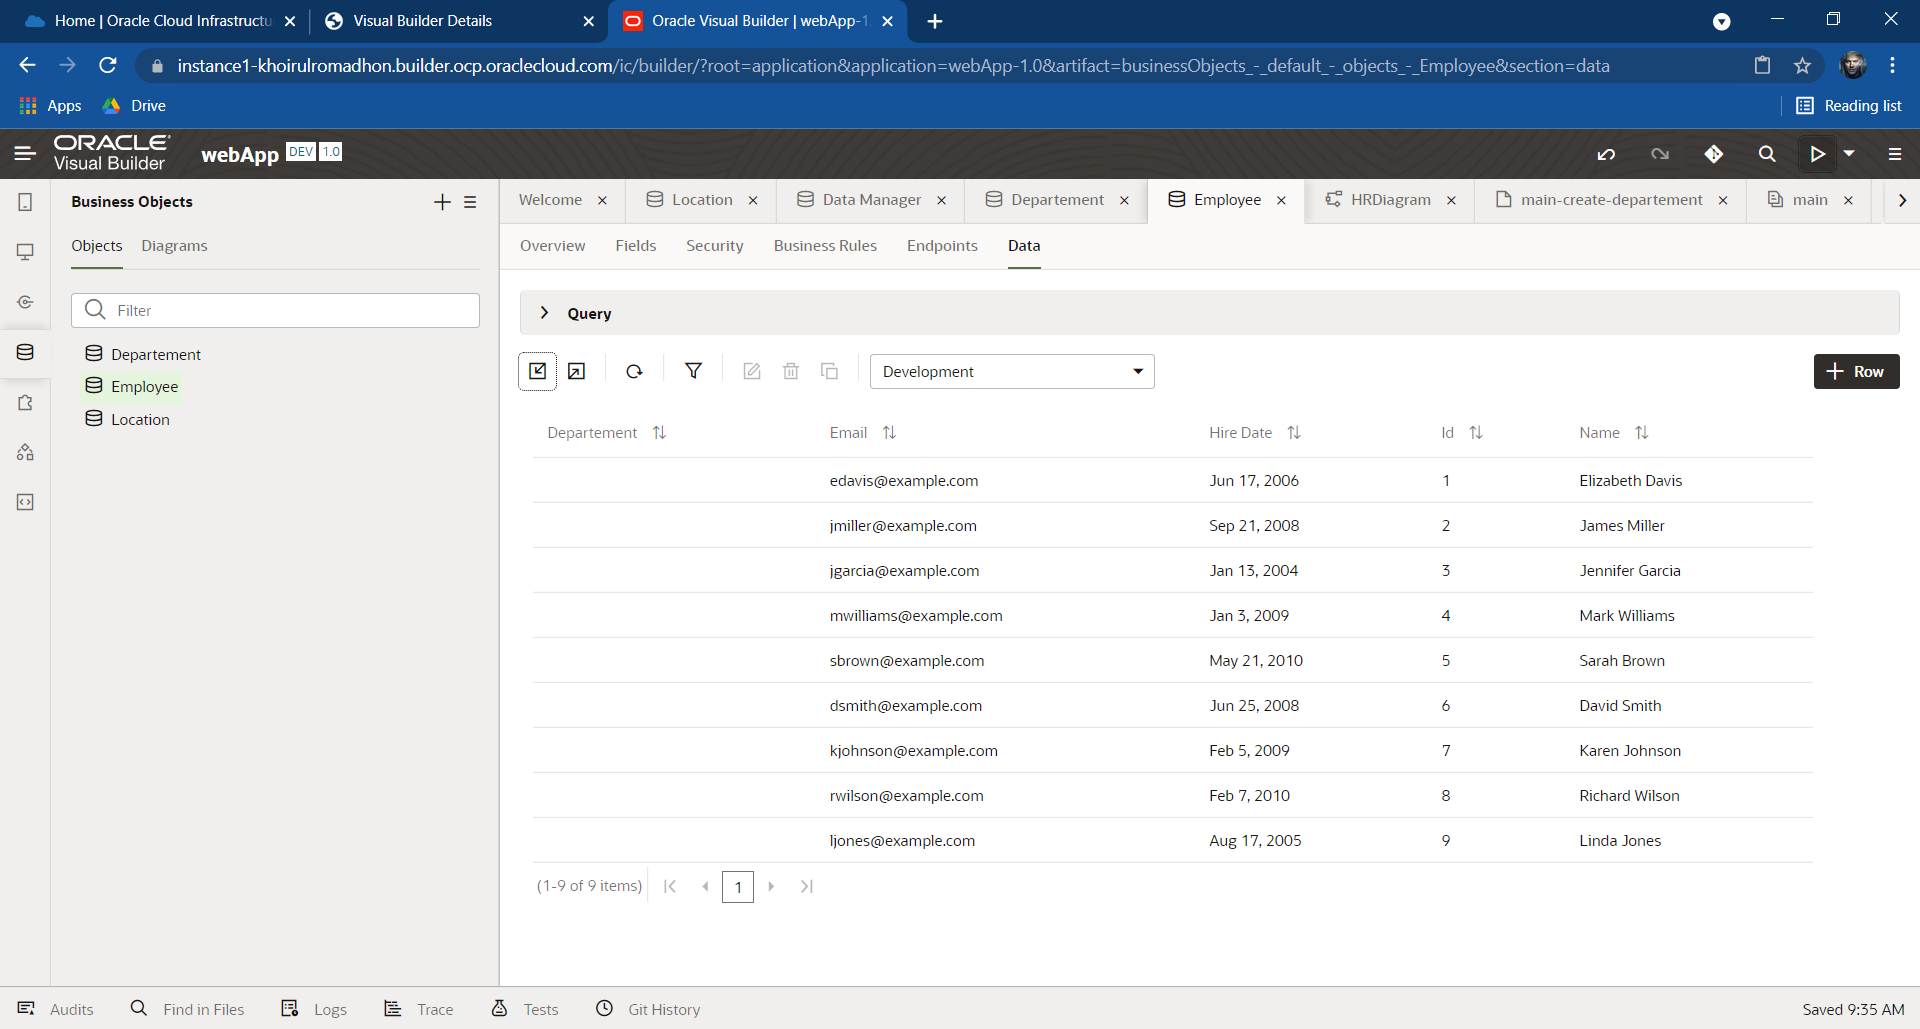 Home | Oracle Cloud Infrastructu
Visual Builder Details
Oracle Visual Builder | webApp-1.
instance1-khoirulromadhon.builder.ocp.oraclecloud.com/ic/builder/?root=application&application=webApp-1.0&artifact=businessObjects_-_default_-_objects_-_Employee&section=data
Apps
Drive
Reading list
ORACLE
Visual Builder
webApp DEV 1.0
Business Objects
Welcome
Location
Data Manager
Departement
Employee
HRDiagram
main-create-departement
main
Objects
Diagrams
Overview
Fields
Security
Business Rules
Endpoints
Data
Filter
Departement
Employee
Location
Query
Development
Row
Departement Email Hire Date Id Name
edavis@example.com Jun 17, 2006 1 Elizabeth Davis
jmiller@example.com Sep 21, 2008 2 James Miller
jgarcia@example.com Jan 13, 2004 3 Jennifer Garcia
mwilliams@example.com Jan 3, 2009 4 Mark Williams
sbrown@example.com May 21, 2010 5 Sarah Brown
dsmith@example.com Jun 25, 2008 6 David Smith
kjohnson@example.com Feb 5, 2009 7 Karen Johnson
rwilson@example.com Feb 7, 2010 8 Richard Wilson
ljones@example.com Aug 17, 2005 9 Linda Jones
(1-9 of 9 items) 1
Audits
Find in Files
Logs
Trace
Tests
Git History
Saved 9:35 AM